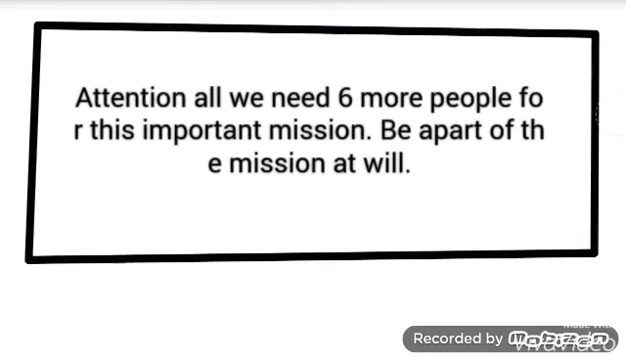 Attention all we need 6 more people fo
r this important mission. Be apart of th
e mission at will.
Recorded by
VivaVideo